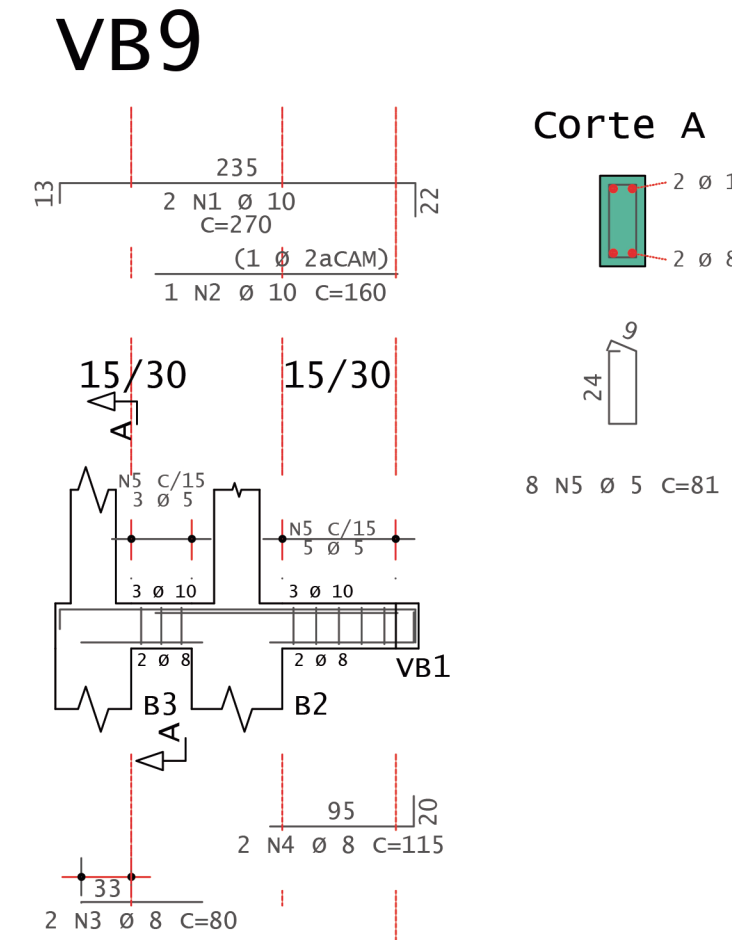 VB9
Corte A
235
13
22
2 N1 Ø 10
C=270
2 Ø 1
2 Ø 8
(1 Ø 2aCAM)
1 N2 Ø 10 C=160
15/30
15/30
A
9
24
8 N5 Ø 5 C=81
N5 C/15
3 Ø 5
N5 C/15
5 Ø 5
3 Ø 10
3 Ø 10
2 Ø 8
2 Ø 8
VB1
B3
B2
A
95
20
2 N4 Ø 8 C=115
33
2 N3 Ø 8 C=80